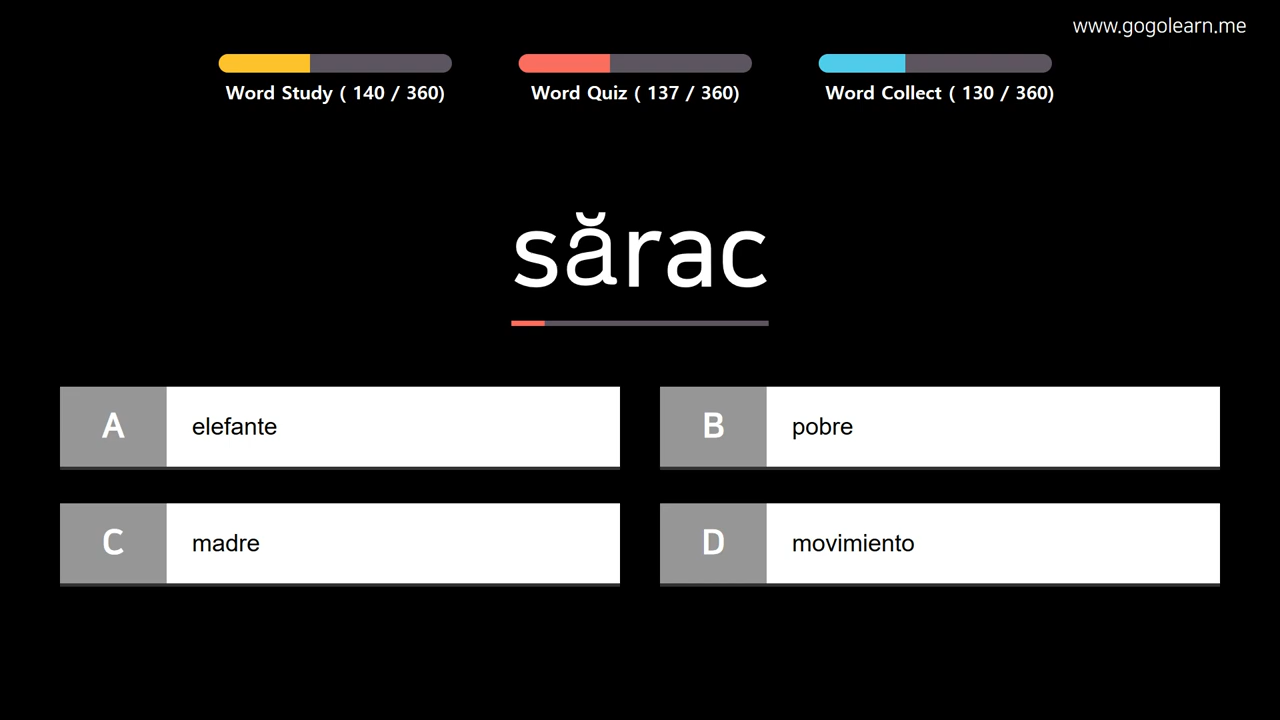 www.gogolearn.me
Word Study ( 140 / 360)
Word Quiz ( 137 / 360)
Word Collect ( 130 / 360)
sărac
A elefante
B pobre
C madre
D movimiento